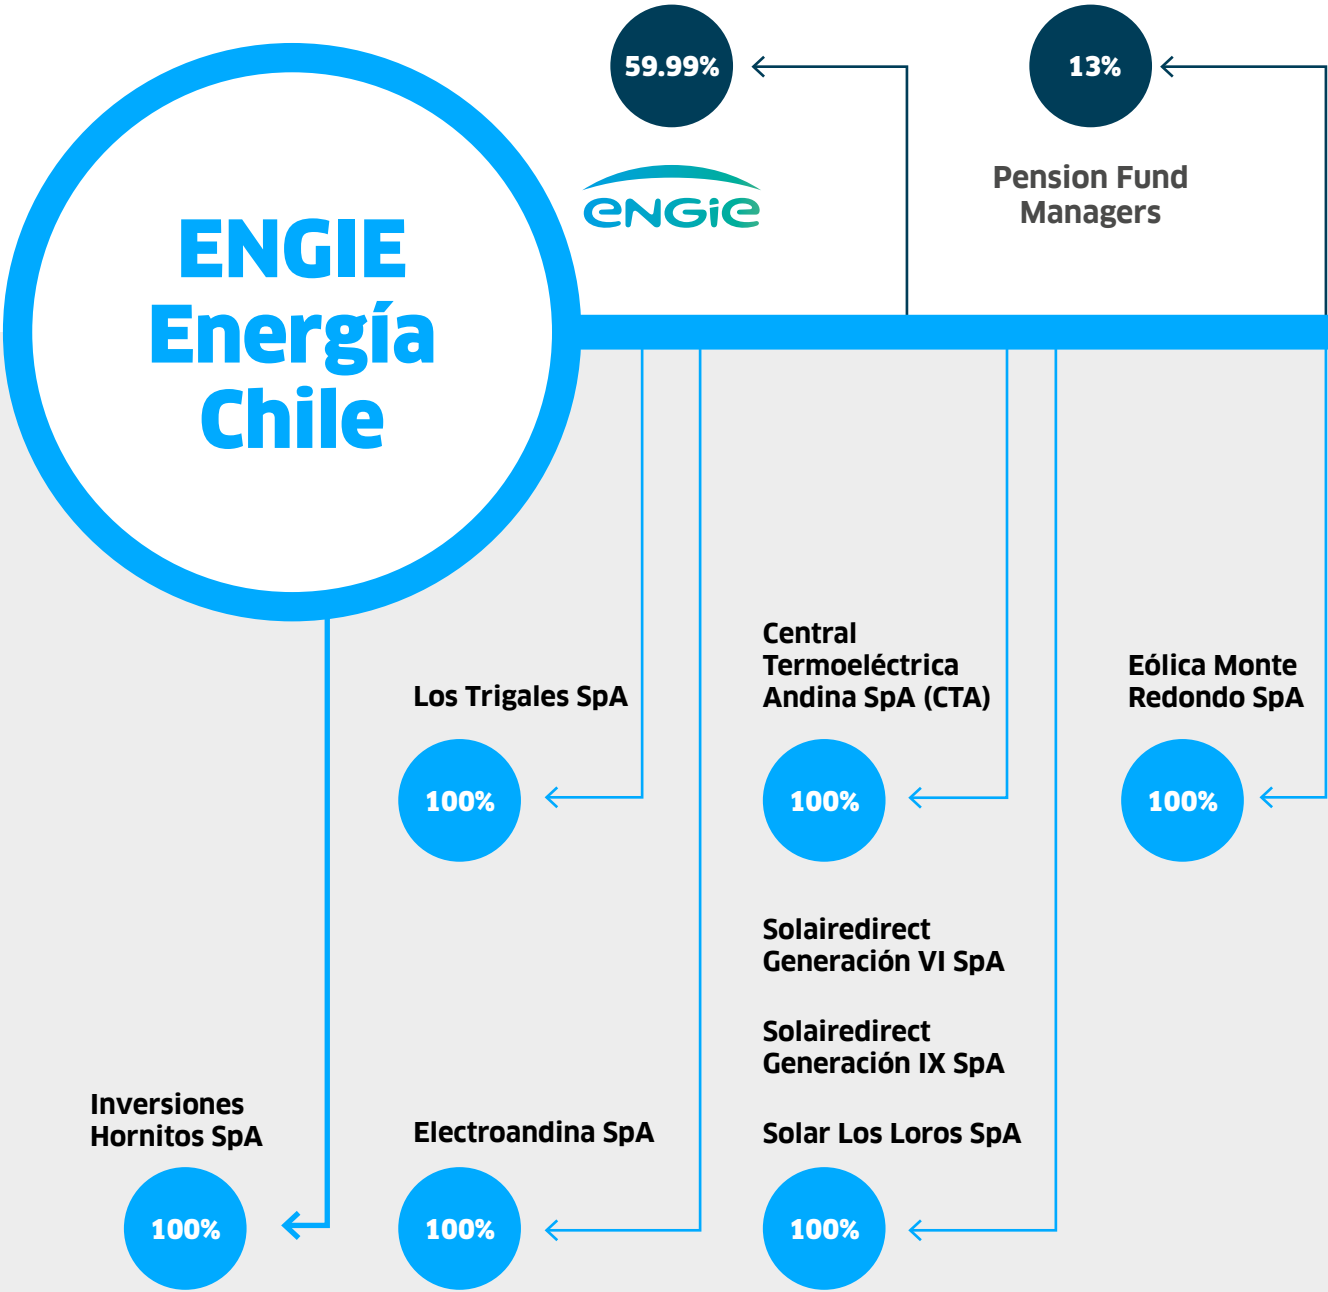 ENGIE
Energía
Chile
59.99%
ENGIE
13%
Pension Fund
Managers
Los Trigales SpA
100%
Central
Termoeléctrica
Andina SpA (CTA)
100%
Eólica Monte
Redondo SpA
100%
Inversiones
Hornitos SpA
100%
Electroandina SpA
100%
Solairedirect
Generación VI SpA
Solairedirect
Generación IX SpA
Solar Los Loros SpA
100%